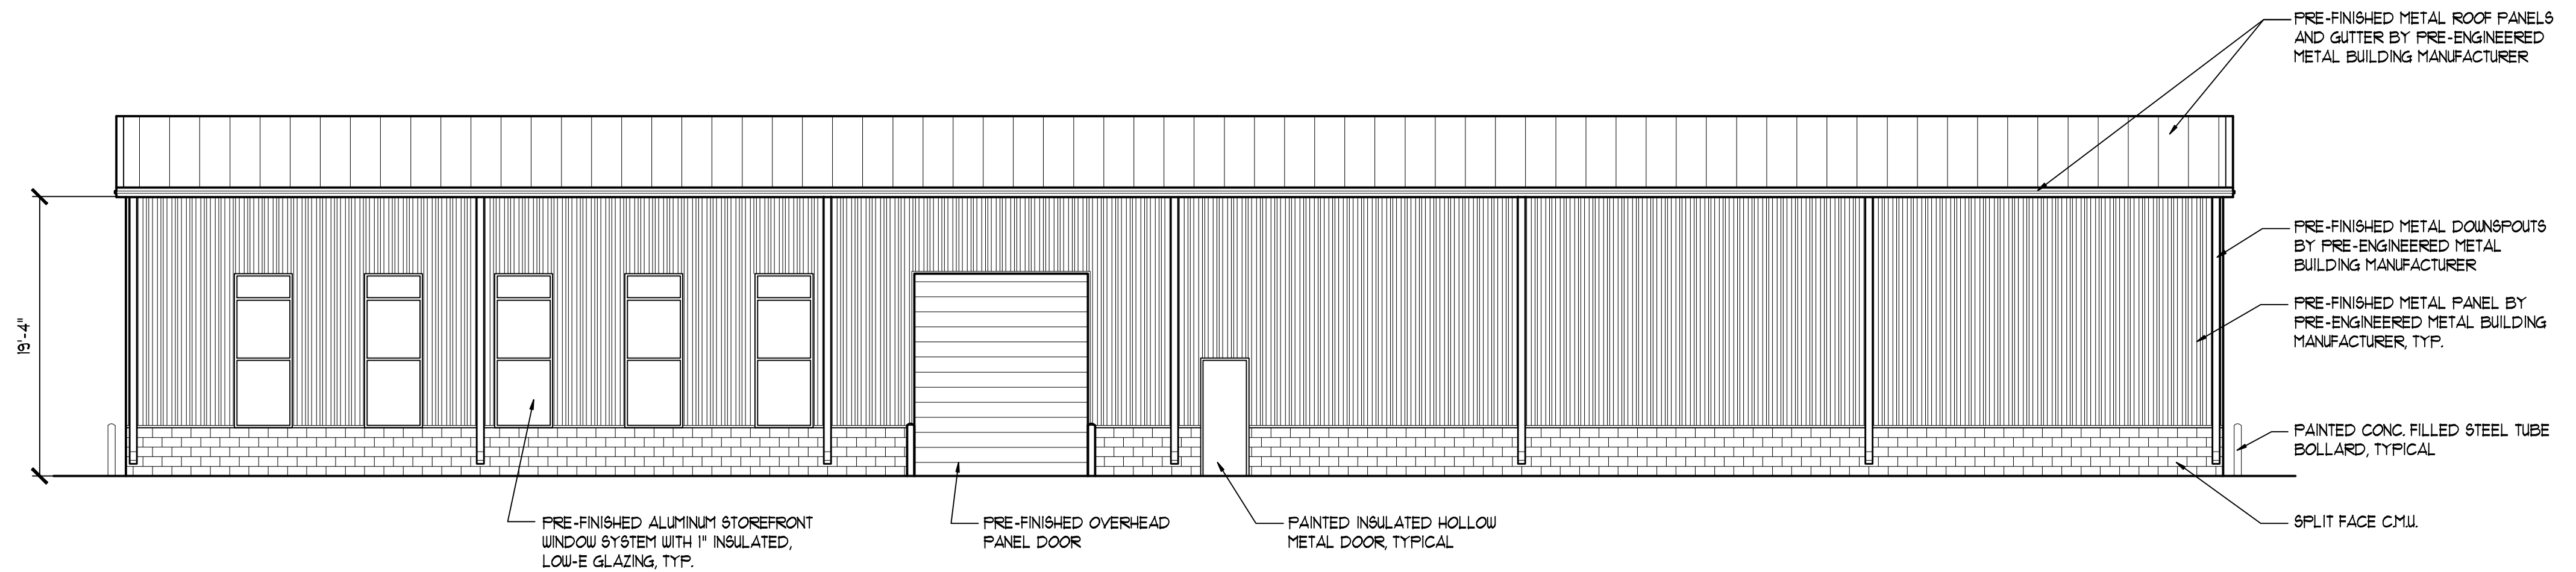 PRE-FINISHED METAL ROOF PANELS
AND GUTTER BY PRE-ENGINEERED
METAL BUILDING MANUFACTURER
19'-4"
PRE-FINISHED METAL DOWNSPOUTS
BY PRE-ENGINEERED METAL
BUILDING MANUFACTURER
PRE-FINISHED METAL PANEL BY
PRE-ENGINEERED METAL BUILDING
MANUFACTURER, TYP.
PAINTED CONC. FILLED STEEL TUBE
BOLLARD, TYPICAL
SPLIT FACE C.M.U.
PRE-FINISHED ALUMINUM STOREFRONT
WINDOW SYSTEM WITH 1" INSULATED,
LOW-E GLAZING, TYP.
PRE-FINISHED OVERHEAD
PANEL DOOR
PAINTED INSULATED HOLLOW
METAL DOOR, TYPICAL